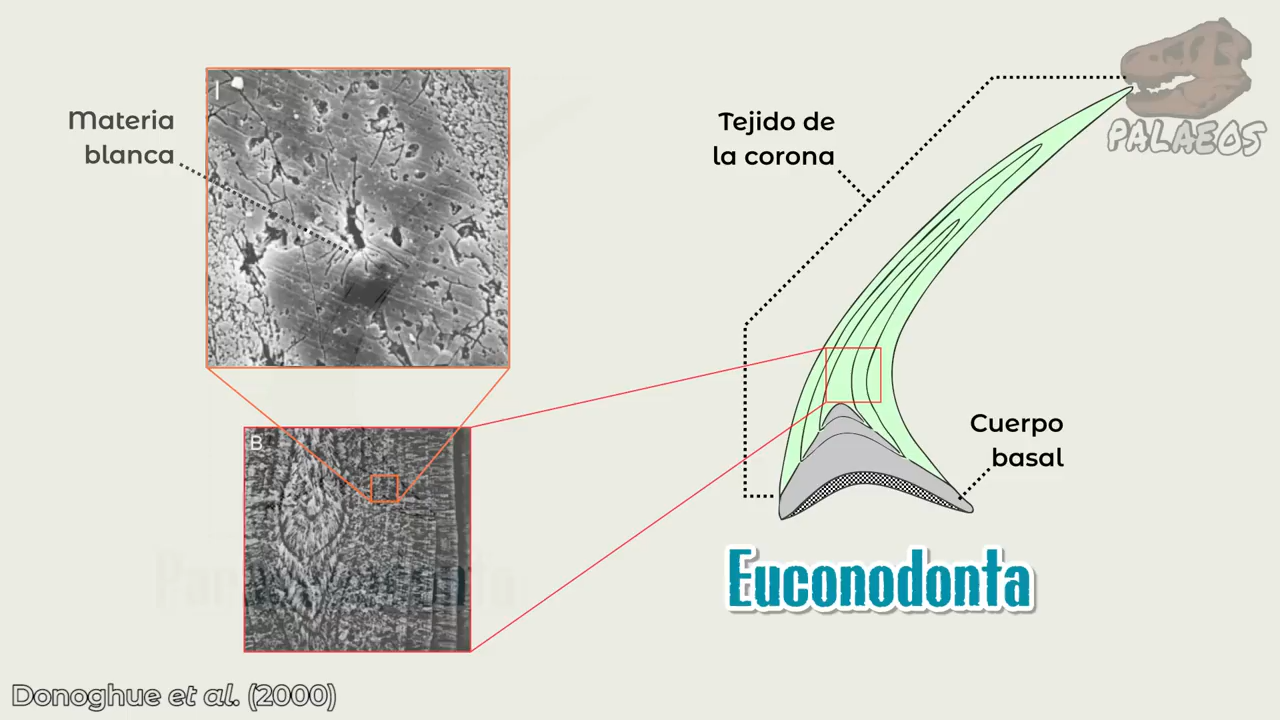 Materia
blanca
I
B
Tejido de
la corona
PALAEOS
Cuerpo
basal
Euconodonta
Donoghue et al. (2000)